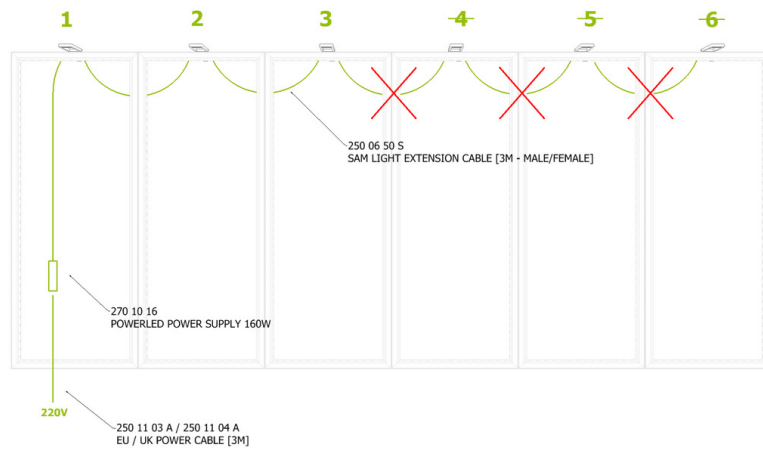 1 2 3 4 5 6
250 06 50 S
SAM LIGHT EXTENSION CABLE [3M - MALE/FEMALE]
270 10 16
POWERLED POWER SUPPLY 160W
220V
250 11 03 A / 250 11 04 A
EU / UK POWER CABLE [3M]